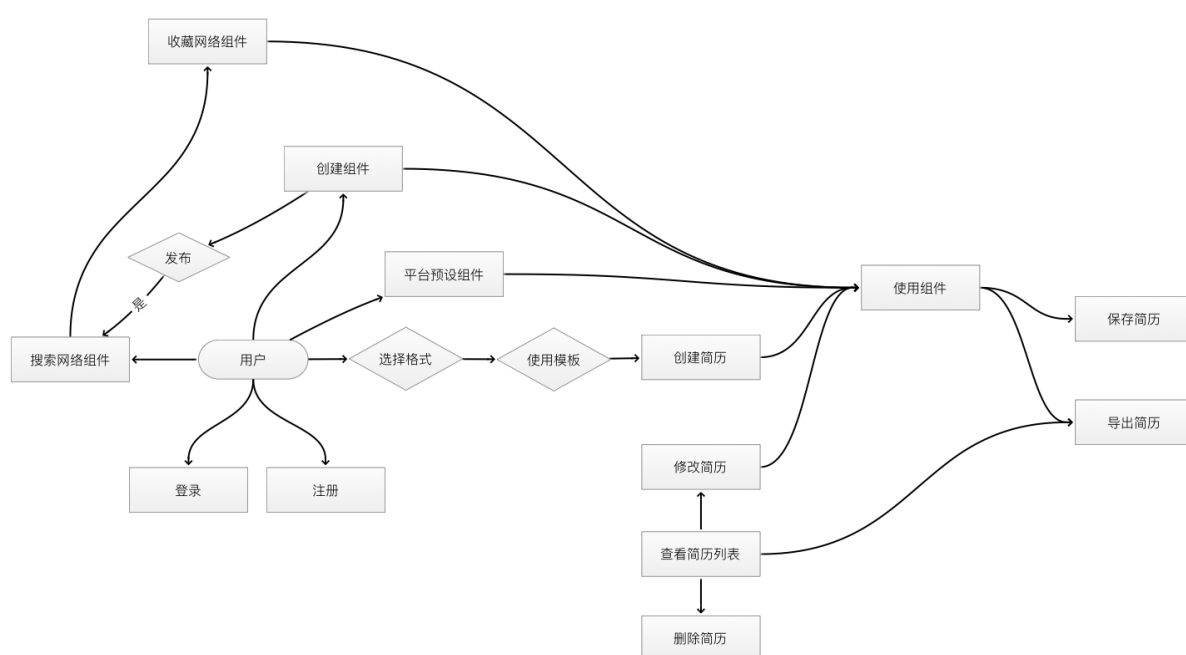 收藏网络组件
创建组件
发布
平台预设组件
使用组件
保存简历
是
搜索网络组件
用户
选择格式
使用模板
创建简历
导出简历
修改简历
登录
注册
查看简历列表
删除简历